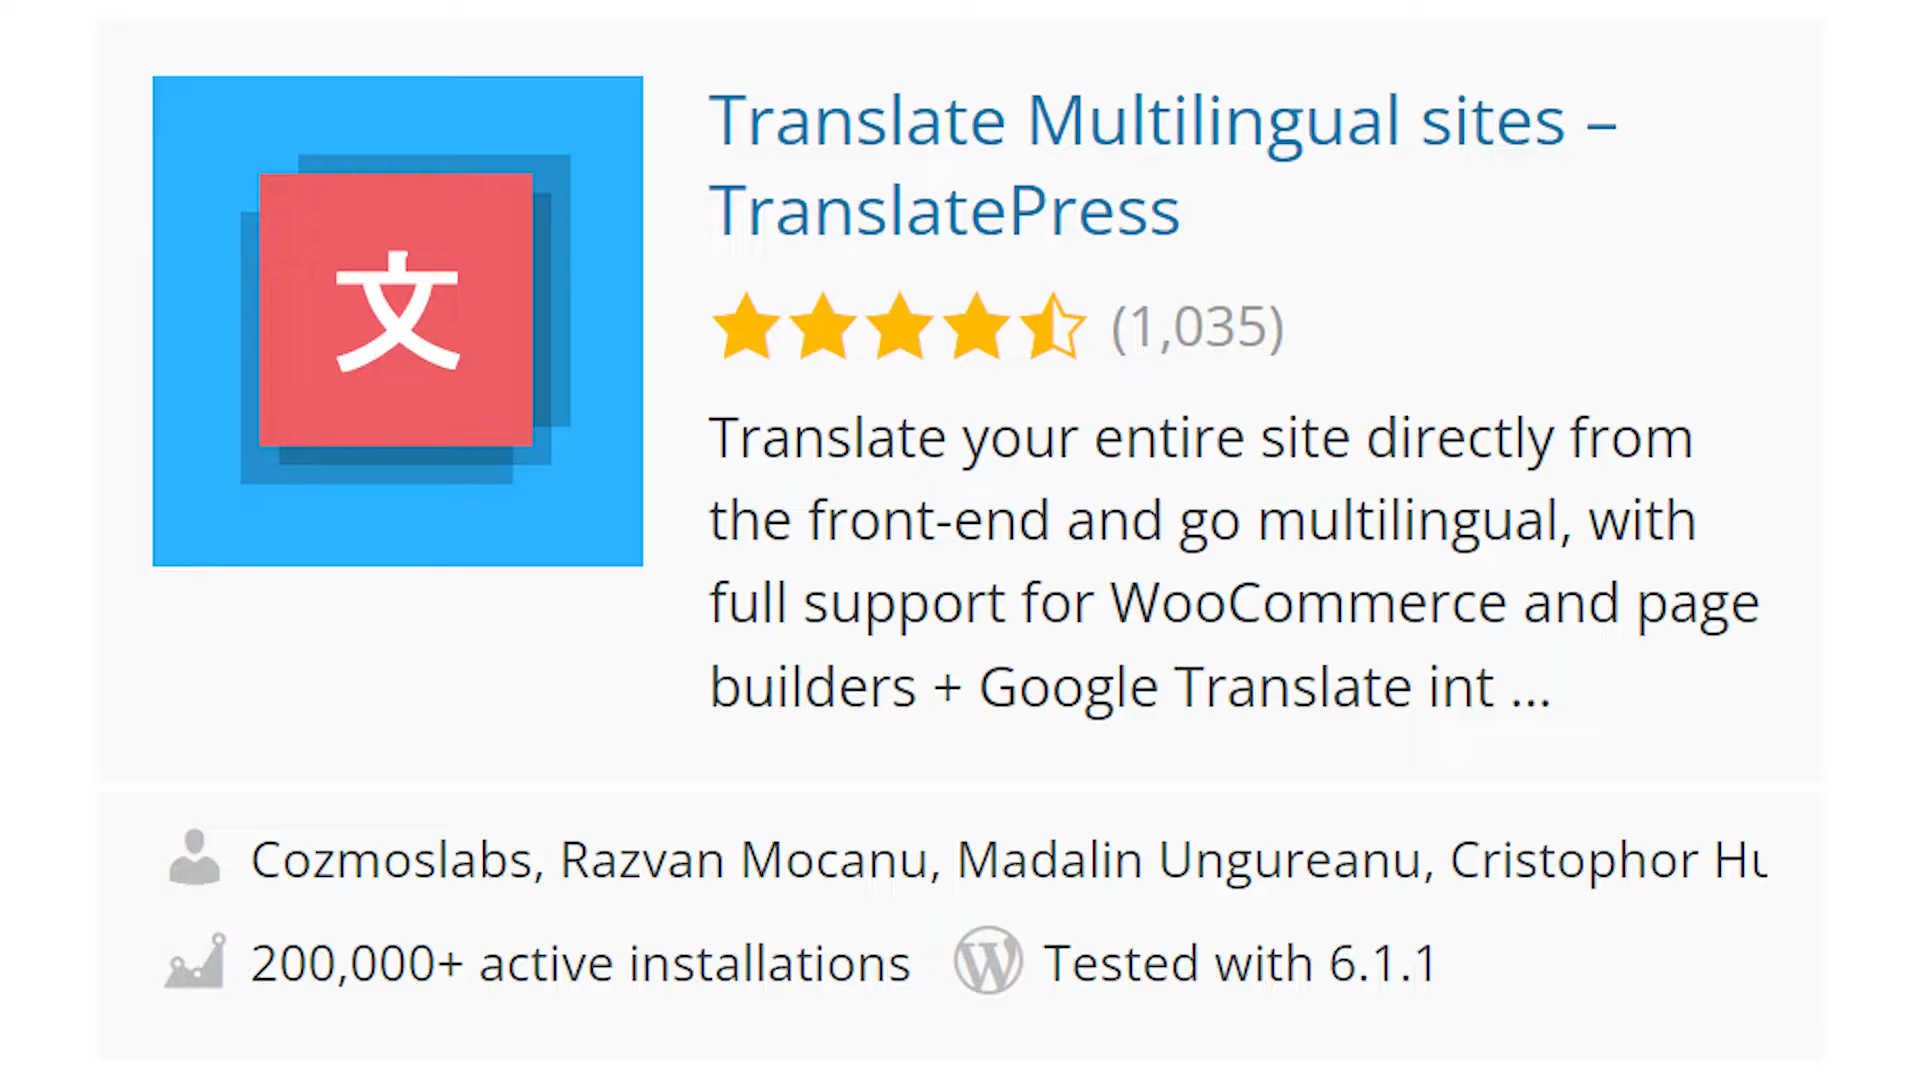 文
Translate Multilingual sites –
TranslatePress
(1,035)
Translate your entire site directly from
the front-end and go multilingual, with
full support for WooCommerce and page
builders + Google Translate int ...
Cozmoslabs, Razvan Mocanu, Madalin Ungureanu, Cristophor
200,000+ active installations
Tested with 6.1.1